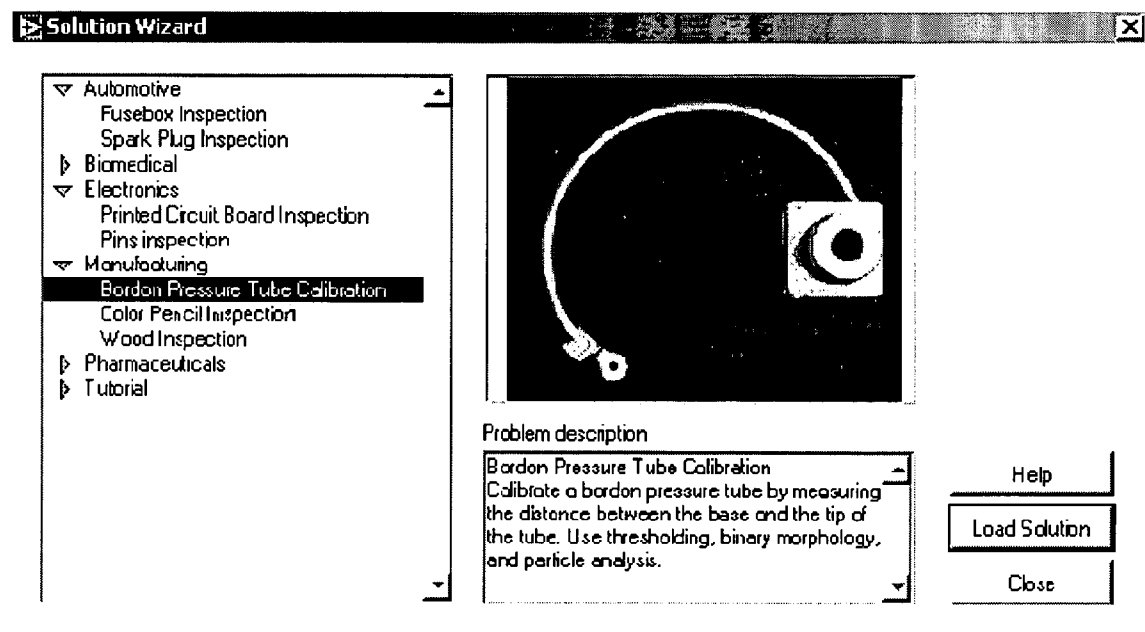 Solution Wizard
Automotive
Fusebox Inspection
Spark Plug Inspection
Biomedical
Electronics
Printed Circuit Board Inspection
Pins inspection
Manufacturing
Bordon Pressure Tube Calibration
Color Pencil Inspection
Wood Inspection
Pharmaceuticals
Tutorial
Problem description
Bordon Pressure Tube Calibration
Calibrate a bordon pressure tube by measuring
the distance between the base and the tip of
the tube. Use thresholding, binary morphology,
and particle analysis.
Help
Load Solution
Close